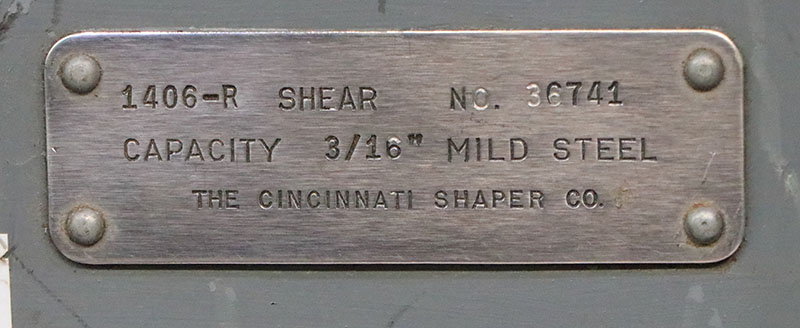 1406-R SHEAR NO. 36741
CAPACITY 3/16" MILD STEEL
THE CINCINNATI SHAPER CO.